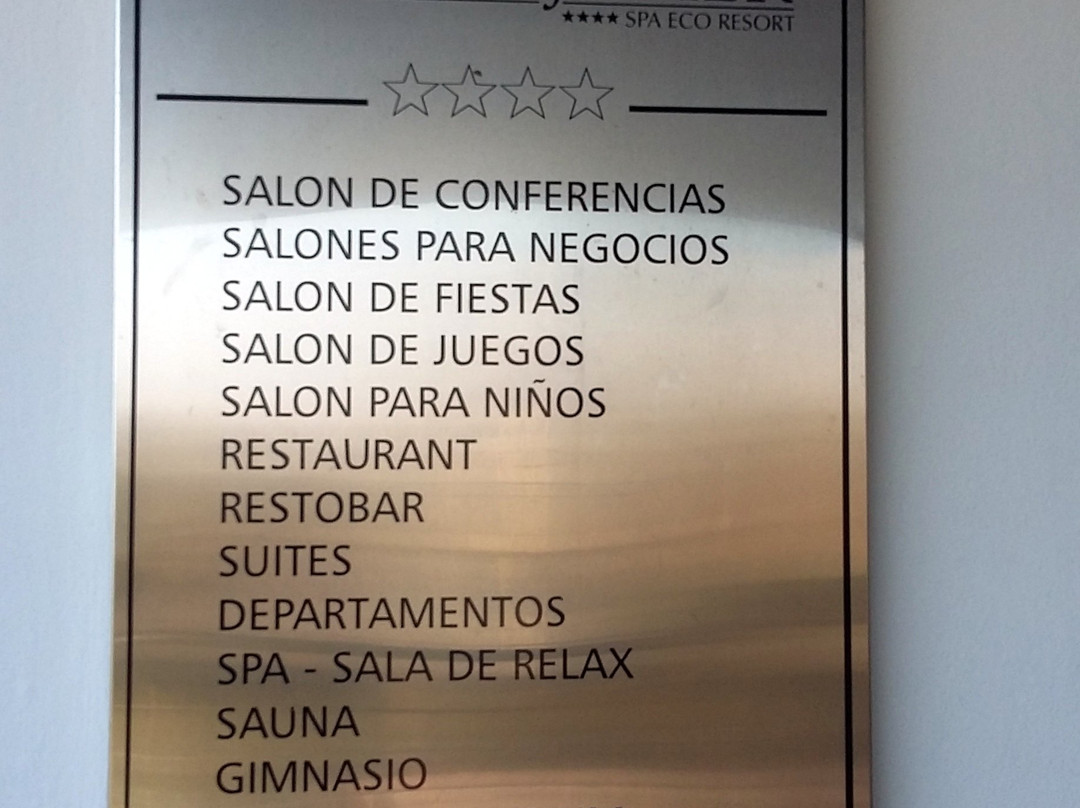 ★★★★ SPA ECO RESORT
SALON DE CONFERENCIAS
SALONES PARA NEGOCIOS
SALON DE FIESTAS
SALON DE JUEGOS
SALON PARA NIÑOS
RESTAURANT
RESTOBAR
SUITES
DEPARTAMENTOS
SPA - SALA DE RELAX
SAUNA
GIMNASIO